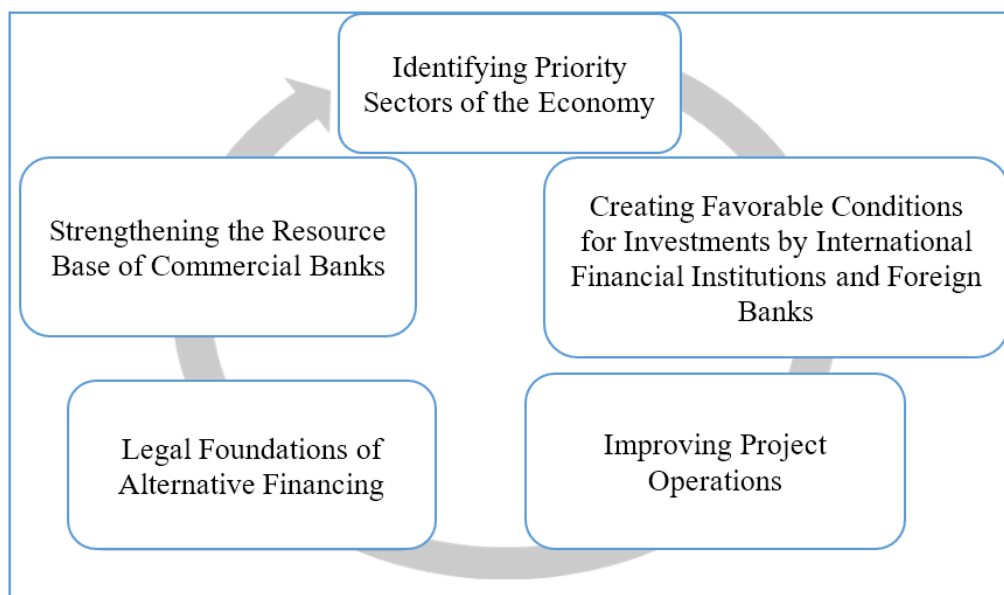 Identifying Priority
Sectors of the Economy
Creating Favorable Conditions
for Investments by International
Financial Institutions and Foreign
Banks
Improving Project
Operations
Legal Foundations of
Alternative Financing
Strengthening the Resource
Base of Commercial Banks